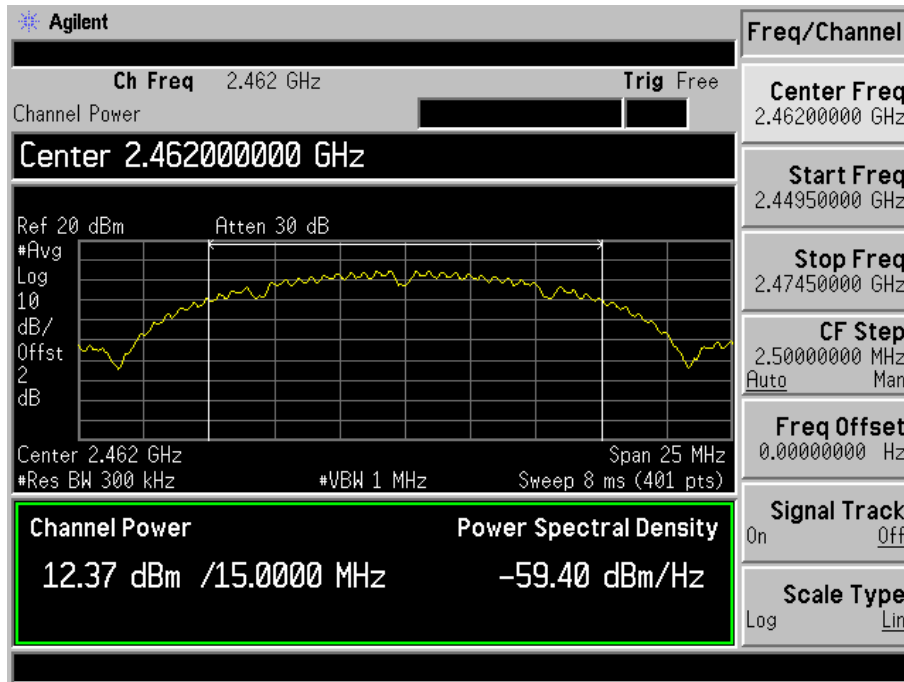 Agilent
Freq/Channel
Ch Freq 2.462 GHz Trig Free
Channel Power
Center 2.462000000 GHz
Ref 20 dBm Atten 30 dB
#Avg
Log
10
dB/
Offst
2
dB
Center 2.462 GHz Span 25 MHz
#Res BW 300 kHz #VBW 1 MHz Sweep 8 ms (401 pts)
Channel Power Power Spectral Density
12.37 dBm /15.0000 MHz -59.40 dBm/Hz
Center Freq
2.46200000 GHz
Start Freq
2.44950000 GHz
Stop Freq
2.47450000 GHz
CF Step
2.50000000 MHz
Auto Man
Freq Offset
0.00000000 Hz
Signal Track
On Off
Scale Type
Log Lin